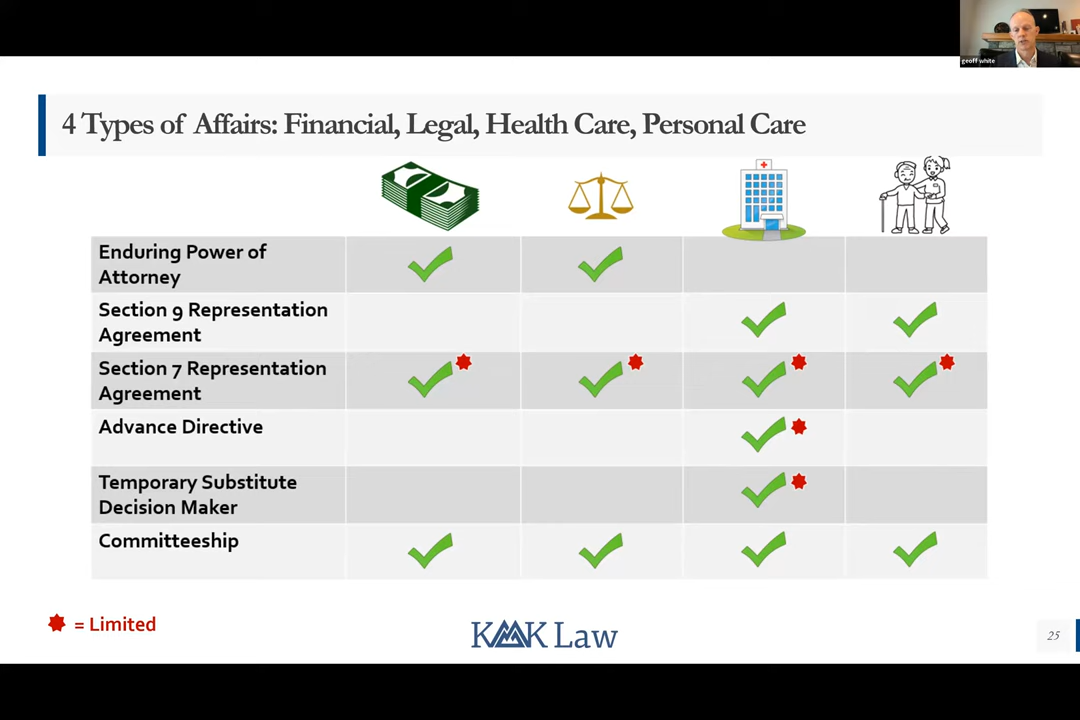 geoff white
4 Types of Affairs: Financial, Legal, Health Care, Personal Care
Enduring Power of
Attorney
Section 9 Representation
Agreement
Section 7 Representation
Agreement
Advance Directive
Temporary Substitute
Decision Maker
Committeeship
= Limited
KMK Law
25